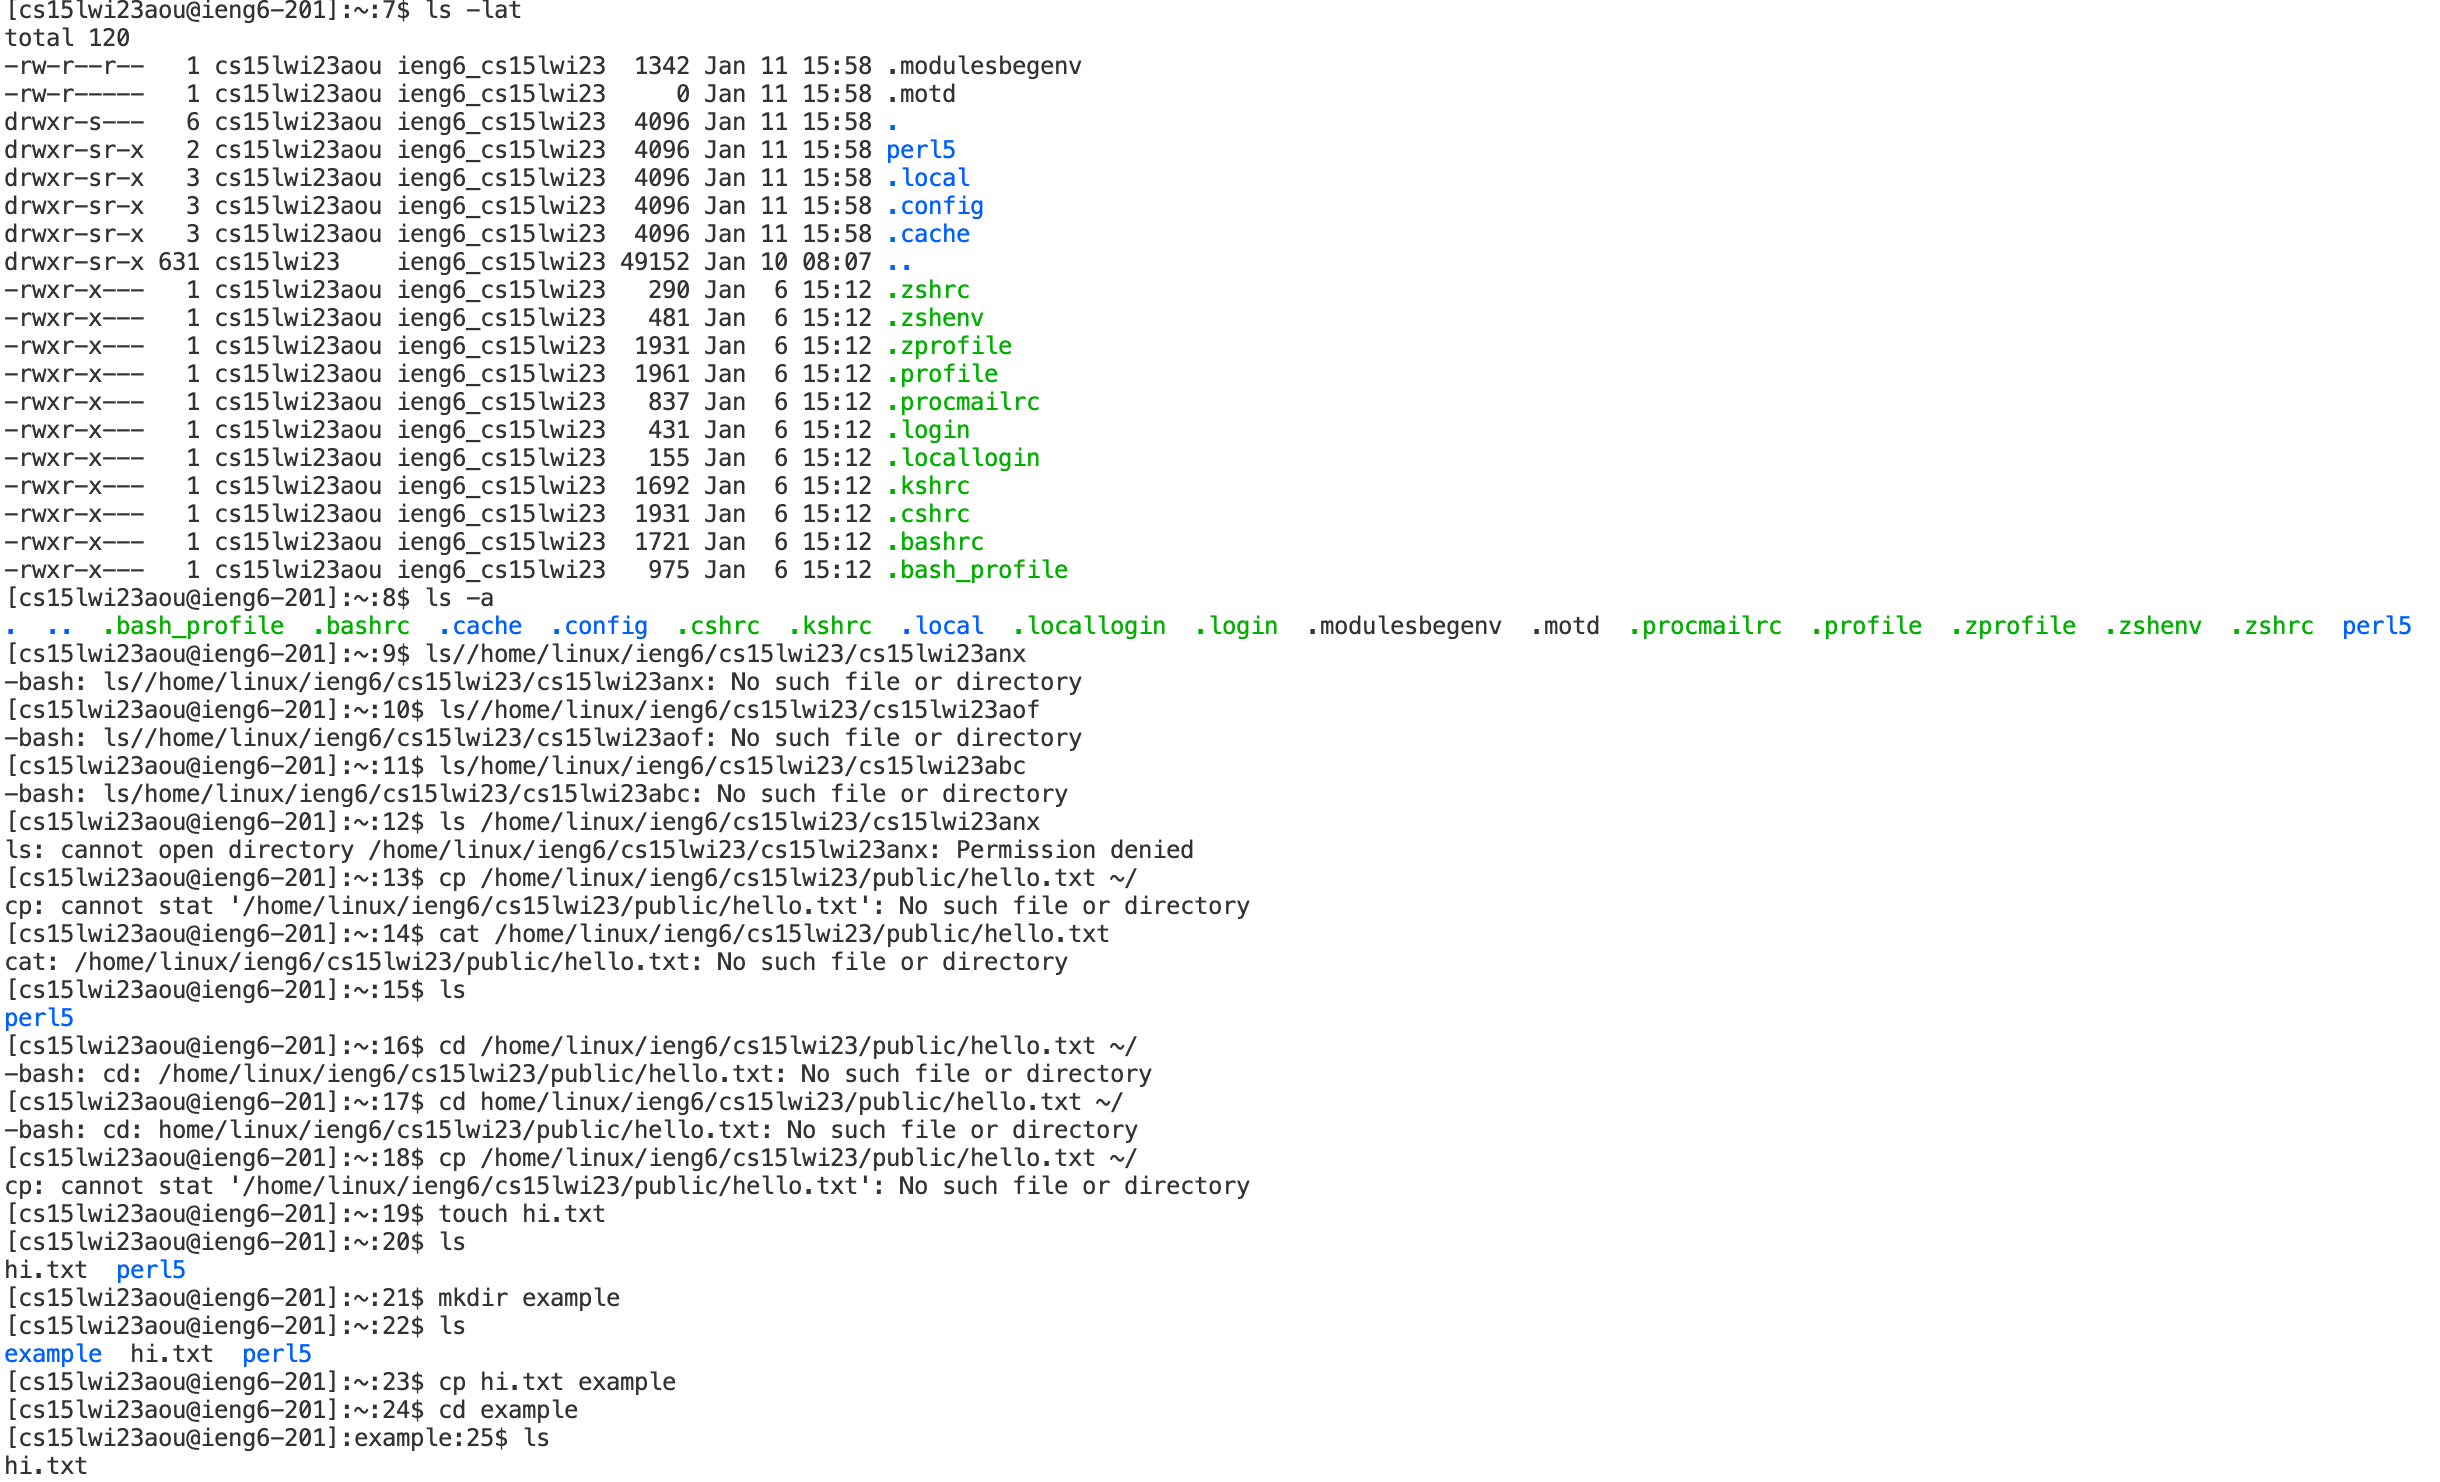 [cs15lwi23aou@ieng6-201]:~:7$ ls -lat
total 120
-rw-r--r--   1 cs15lwi23aou ieng6_cs15lwi23  1342 Jan 11 15:58 .modulesbegenv
-rw-r-----   1 cs15lwi23aou ieng6_cs15lwi23     0 Jan 11 15:58 .motd
drwxr-s---   6 cs15lwi23aou ieng6_cs15lwi23  4096 Jan 11 15:58 .
drwxr-sr-x   2 cs15lwi23aou ieng6_cs15lwi23  4096 Jan 11 15:58 perl5
drwxr-sr-x   3 cs15lwi23aou ieng6_cs15lwi23  4096 Jan 11 15:58 .local
drwxr-sr-x   3 cs15lwi23aou ieng6_cs15lwi23  4096 Jan 11 15:58 .config
drwxr-sr-x   3 cs15lwi23aou ieng6_cs15lwi23  4096 Jan 11 15:58 .cache
drwxr-sr-x 631 cs15lwi23    ieng6_cs15lwi23 49152 Jan 10 08:07 ..
-rwxr-x---   1 cs15lwi23aou ieng6_cs15lwi23   290 Jan  6 15:12 .zshrc
-rwxr-x---   1 cs15lwi23aou ieng6_cs15lwi23   481 Jan  6 15:12 .zshenv
-rwxr-x---   1 cs15lwi23aou ieng6_cs15lwi23  1931 Jan  6 15:12 .zprofile
-rwxr-x---   1 cs15lwi23aou ieng6_cs15lwi23  1961 Jan  6 15:12 .profile
-rwxr-x---   1 cs15lwi23aou ieng6_cs15lwi23   837 Jan  6 15:12 .procmailrc
-rwxr-x---   1 cs15lwi23aou ieng6_cs15lwi23   431 Jan  6 15:12 .login
-rwxr-x---   1 cs15lwi23aou ieng6_cs15lwi23   155 Jan  6 15:12 .locallogin
-rwxr-x---   1 cs15lwi23aou ieng6_cs15lwi23  1692 Jan  6 15:12 .kshrc
-rwxr-x---   1 cs15lwi23aou ieng6_cs15lwi23  1931 Jan  6 15:12 .cshrc
-rwxr-x---   1 cs15lwi23aou ieng6_cs15lwi23  1721 Jan  6 15:12 .bashrc
-rwxr-x---   1 cs15lwi23aou ieng6_cs15lwi23   975 Jan  6 15:12 .bash_profile
[cs15lwi23aou@ieng6-201]:~:8$ ls -a
.  ..  .bash_profile  .bashrc  .cache  .config  .cshrc  .kshrc  .local  .locallogin  .login  .modulesbegenv  .motd  .procmailrc  .profile  .zprofile  .zshenv  .zshrc  perl5
[cs15lwi23aou@ieng6-201]:~:9$ ls//home/linux/ieng6/cs15lwi23/cs15lwi23anx
-bash: ls//home/linux/ieng6/cs15lwi23/cs15lwi23anx: No such file or directory
[cs15lwi23aou@ieng6-201]:~:10$ ls//home/linux/ieng6/cs15lwi23/cs15lwi23aof
-bash: ls//home/linux/ieng6/cs15lwi23/cs15lwi23aof: No such file or directory
[cs15lwi23aou@ieng6-201]:~:11$ ls/home/linux/ieng6/cs15lwi23/cs15lwi23abc
-bash: ls/home/linux/ieng6/cs15lwi23/cs15lwi23abc: No such file or directory
[cs15lwi23aou@ieng6-201]:~:12$ ls /home/linux/ieng6/cs15lwi23/cs15lwi23anx
ls: cannot open directory /home/linux/ieng6/cs15lwi23/cs15lwi23anx: Permission denied
[cs15lwi23aou@ieng6-201]:~:13$ cp /home/linux/ieng6/cs15lwi23/public/hello.txt ~/
cp: cannot stat '/home/linux/ieng6/cs15lwi23/public/hello.txt': No such file or directory
[cs15lwi23aou@ieng6-201]:~:14$ cat /home/linux/ieng6/cs15lwi23/public/hello.txt
cat: /home/linux/ieng6/cs15lwi23/public/hello.txt: No such file or directory
[cs15lwi23aou@ieng6-201]:~:15$ ls
perl5
[cs15lwi23aou@ieng6-201]:~:16$ cd /home/linux/ieng6/cs15lwi23/public/hello.txt ~/
-bash: cd: /home/linux/ieng6/cs15lwi23/public/hello.txt: No such file or directory
[cs15lwi23aou@ieng6-201]:~:17$ cd home/linux/ieng6/cs15lwi23/public/hello.txt ~/
-bash: cd: home/linux/ieng6/cs15lwi23/public/hello.txt: No such file or directory
[cs15lwi23aou@ieng6-201]:~:18$ cp /home/linux/ieng6/cs15lwi23/public/hello.txt ~/
cp: cannot stat '/home/linux/ieng6/cs15lwi23/public/hello.txt': No such file or directory
[cs15lwi23aou@ieng6-201]:~:19$ touch hi.txt
[cs15lwi23aou@ieng6-201]:~:20$ ls
hi.txt  perl5
[cs15lwi23aou@ieng6-201]:~:21$ mkdir example
[cs15lwi23aou@ieng6-201]:~:22$ ls
example  hi.txt  perl5
[cs15lwi23aou@ieng6-201]:~:23$ cp hi.txt example
[cs15lwi23aou@ieng6-201]:~:24$ cd example
[cs15lwi23aou@ieng6-201]:example:25$ ls
hi.txt